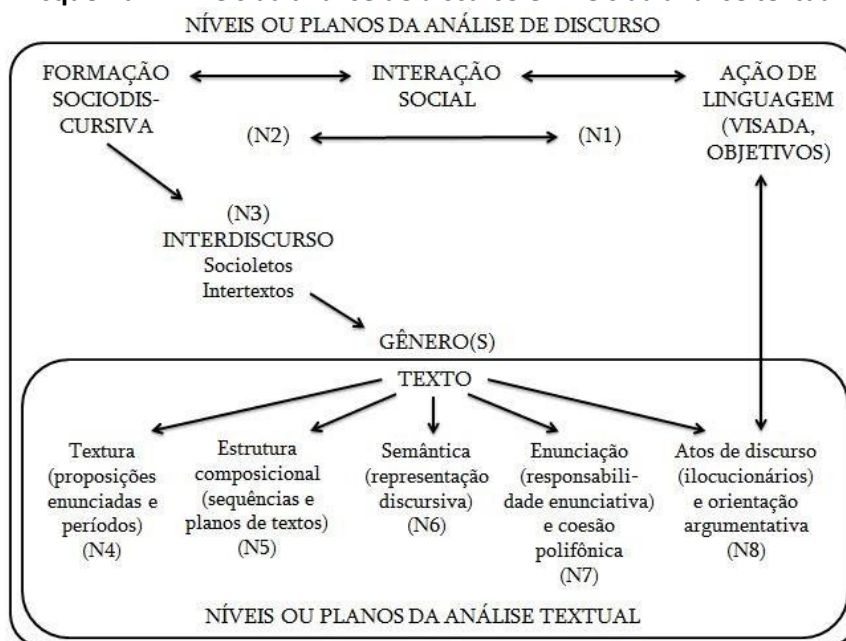 NÍVEIS OU PLANOS DA ANÁLISE DE DISCURSO
FORMAÇÃO
SOCIODIS-
CURSIVA
INTERAÇÃO
SOCIAL
AÇÃO DE
LINGUAGEM
(VISADA,
OBJETIVOS)
(N2)
(N1)
(N3)
INTERDISCURSO
Socioletos
Intertextos
GÊNERO(S)
TEXTO
Textura
(proposições
enunciadas e
períodos)
(N4)
Estrutura
composicional
(sequências e
planos de textos)
(N5)
Semântica
(representação
discursiva)
(N6)
Enunciação
(responsabili-
dade enunciativa)
e coesão
polifônica
(N7)
Atos de discurso
(ilocucionários)
e orientação
argumentativa
(N8)
NÍVEIS OU PLANOS DA ANÁLISE TEXTUAL